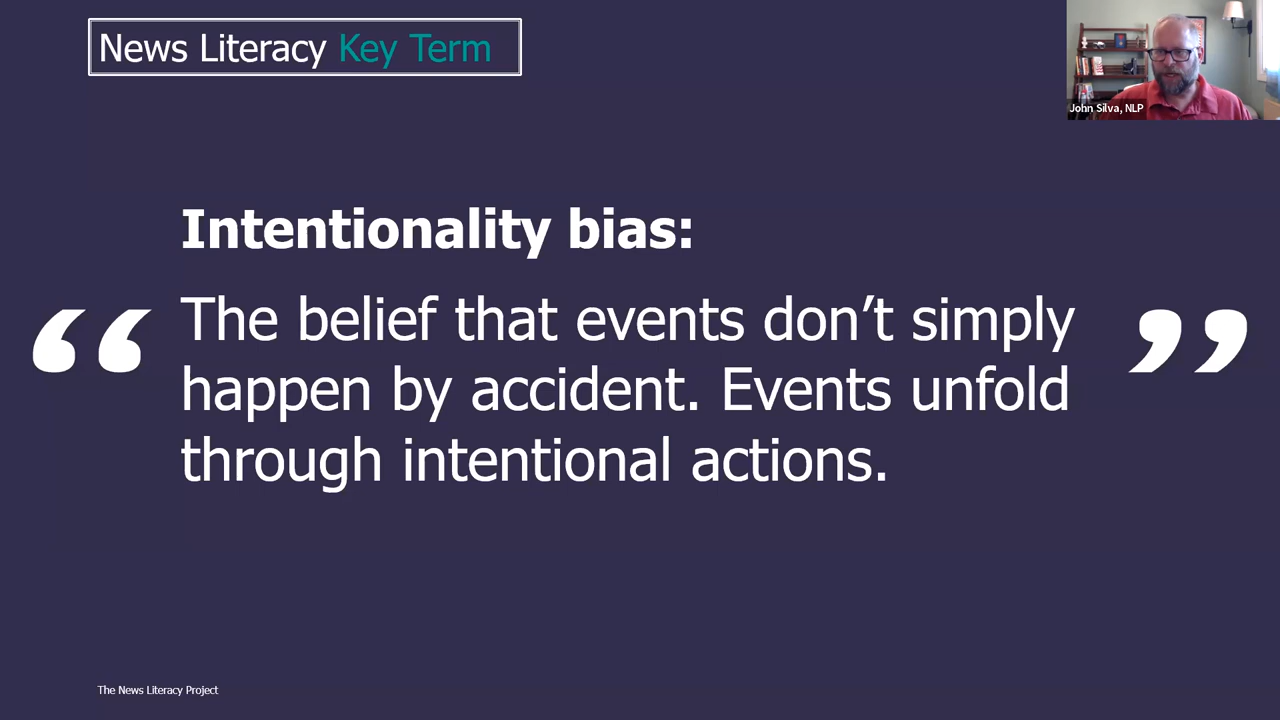 News Literacy Key Term
John Silva, NLP
Intentionality bias:
“The belief that events don’t simply
happen by accident. Events unfold
through intentional actions.”
The News Literacy Project